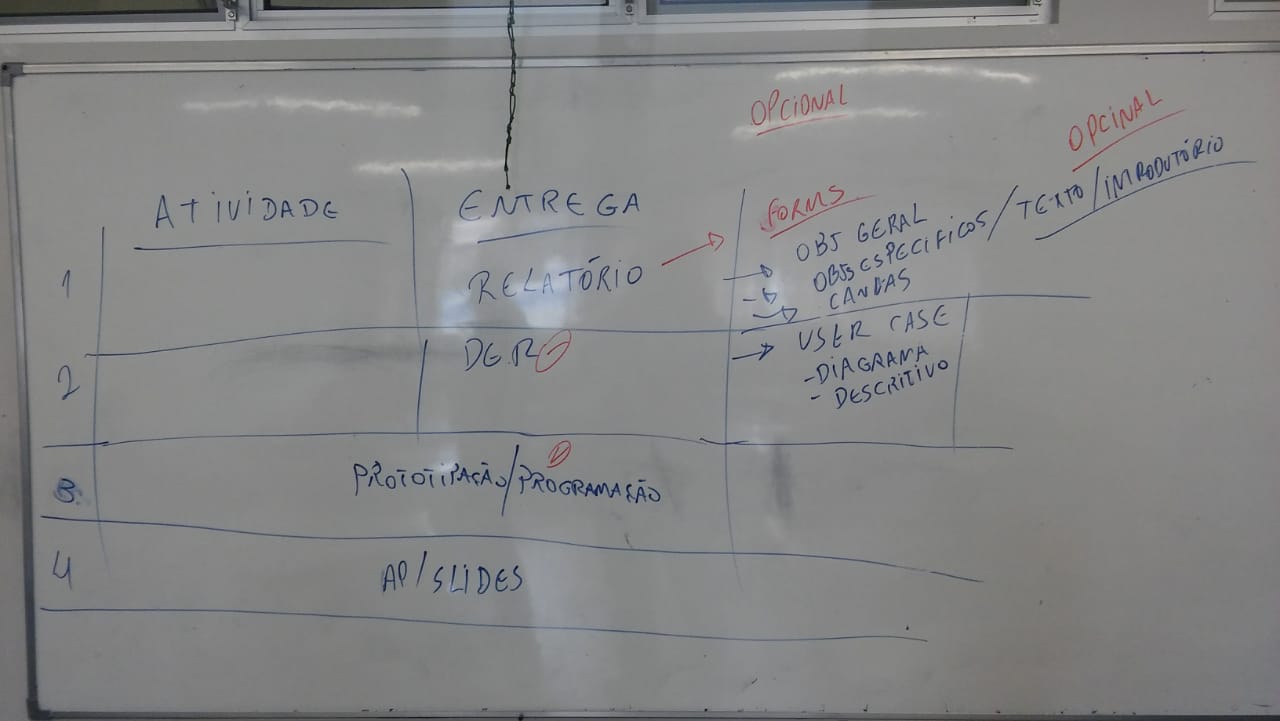 OPCIONAL
OPCINAL
ATIVIDADE
ENTREGA
FORMS
1
RELATÓRIO
OBJ GERAL
OBJS ESPECIFICOS / TEXTO / INTRODUTÓRIO
CANVAS
2
DER
USER CASE
- DIAGRAMA
- DESCRITIVO
3
PROTOTIPAÇÃO/PROGRAMAÇÃO
4
AP/SLIDES